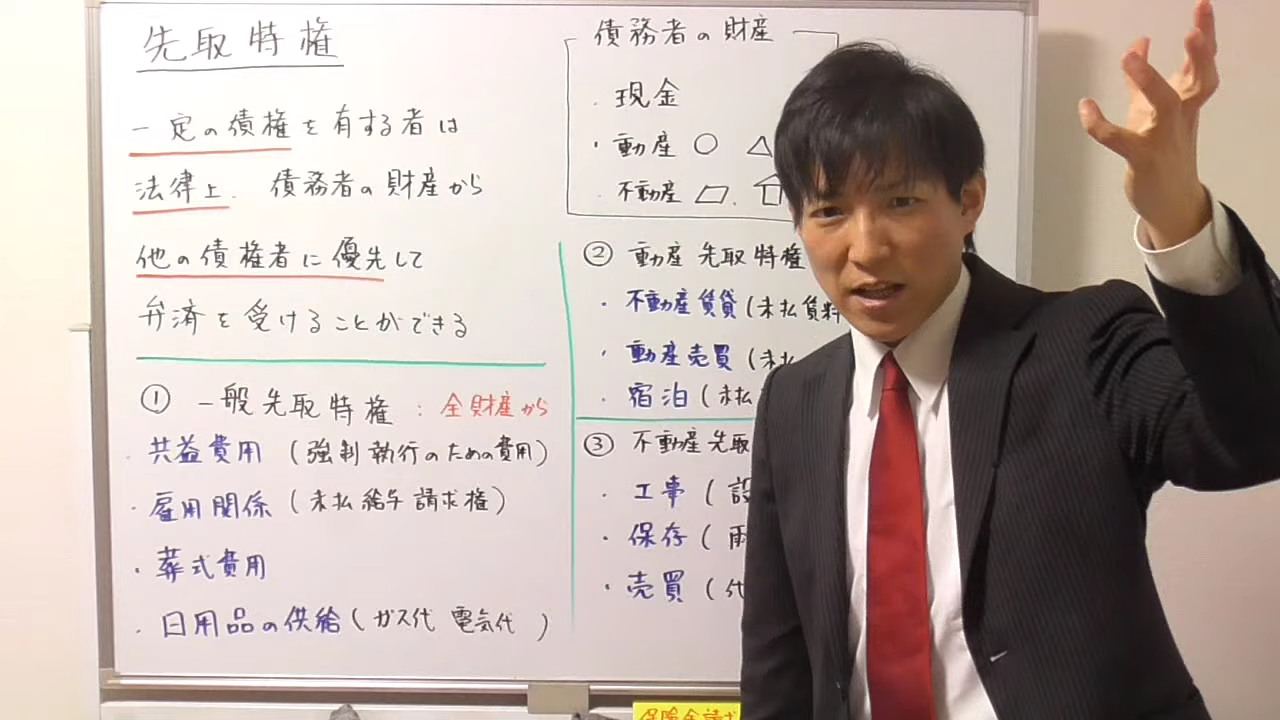 先取特権
一定の債権を有する者は
法律上、債務者の財産から
他の債権者に優先して
弁済を受けることができる
① 一般先取特権:全財産から
・共益費用(強制執行のための費用)
・雇用関係(未払給与請求権)
・葬式費用
・日用品の供給(ガス代 電気代 )
債務者の財産
・現金
・動産 ○ △
・不動産
② 動産先取特権
・不動産賃貸(未払賃料
・動産売買(未払
・宿泊(未払
③ 不動産先取
・工事(設
・保存(雨
・売買(代
保険金請求